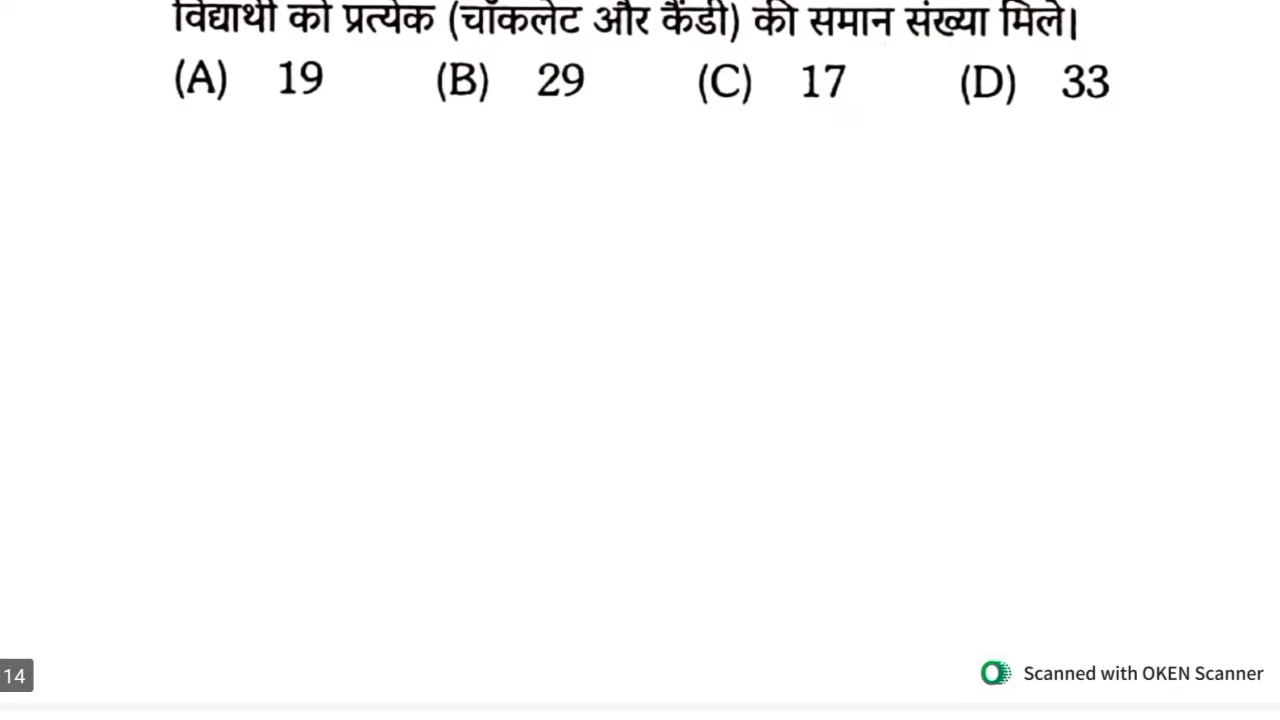 विद्यार्थी को प्रत्येक (चॉकलेट और कैंडी) की समान संख्या मिले।
(A) 19 (B) 29 (C) 17 (D) 33
14
Scanned with OKEN Scanner